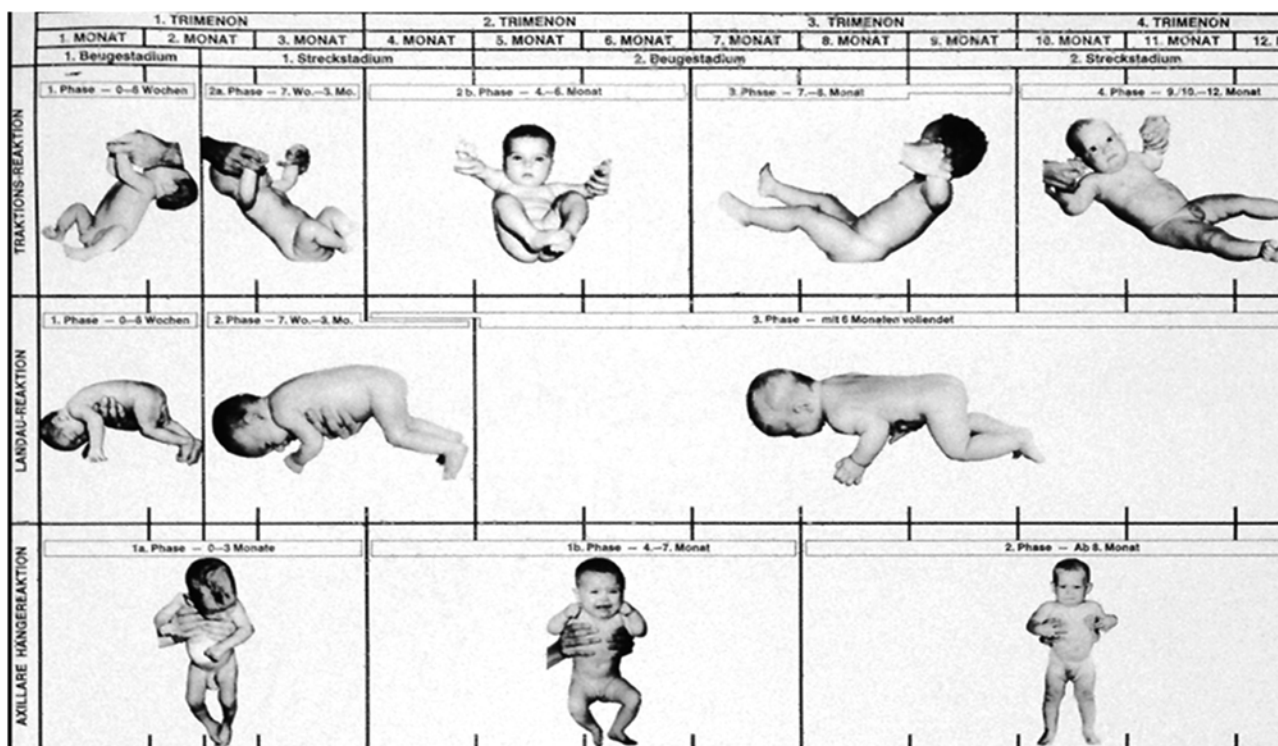 1. TRIMENON 2. TRIMENON 3. TRIMENON 4. TRIMENON
1. MONAT 2. MONAT 3. MONAT 4. MONAT 5. MONAT 6. MONAT 7. MONAT 8. MONAT 9. MONAT 10. MONAT 11. MONAT 12.
1. Beugestadium 1. Streckstadium 2. Beugestadium 2. Streckstadium
TRAKTIONS-REAKTION
1. Phase — 0—6 Wochen 2a. Phase — 7. Wo.—3. Mo. 2b. Phase — 4.—6. Monat 3. Phase — 7.—8. Monat 4. Phase — 9./10.—12. Monat
LANDAU-REAKTION
1. Phase — 0—6 Wochen 2. Phase — 7. Wo.—3. Mo. 3. Phase — mit 6 Monaten vollendet
AXILLARE HÄNGEREAKTION
1a. Phase — 0—3 Monate 1b. Phase — 4.—7. Monat 2. Phase — Ab 8. Monat